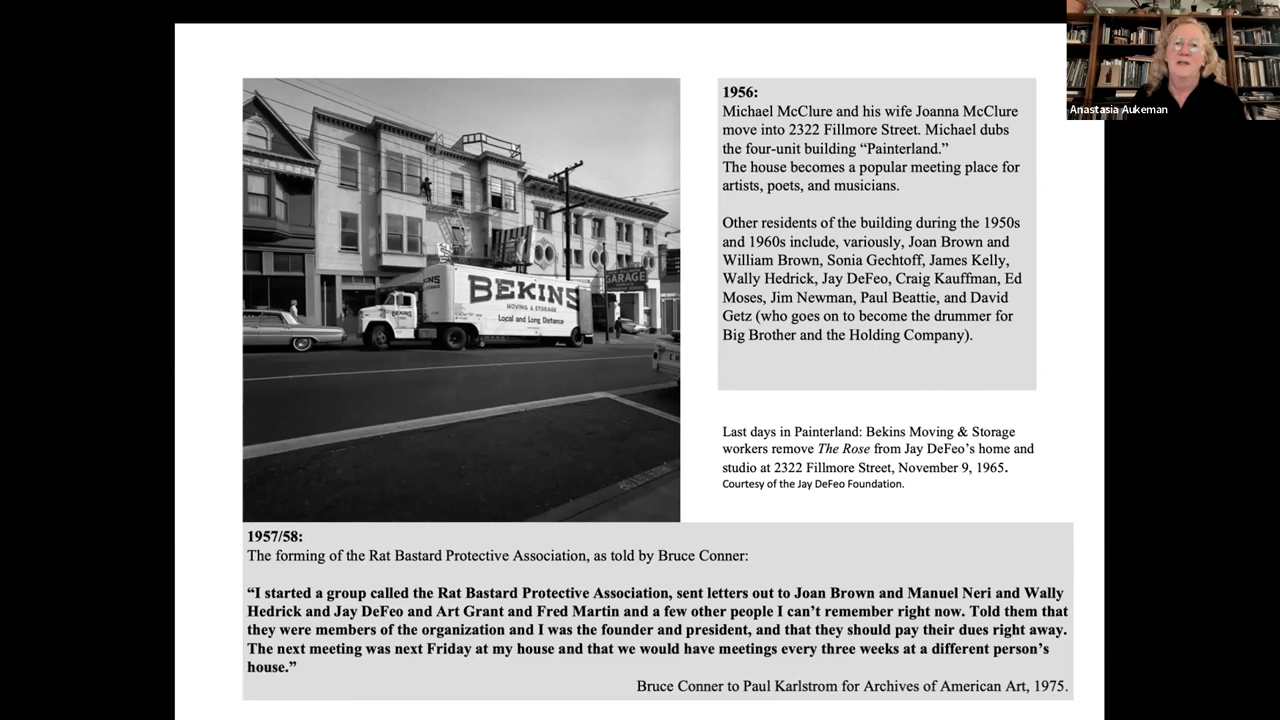 Anastasia Aukeman
BEKINS
MOVING & STORAGE
Local and Long Distance
BEKINS
GARAGE
1956:
Michael McClure and his wife Joanna McClure
move into 2322 Fillmore Street. Michael dubs
the four-unit building “Painterland.”
The house becomes a popular meeting place for
artists, poets, and musicians.
Other residents of the building during the 1950s
and 1960s include, variously, Joan Brown and
William Brown, Sonia Gechtoff, James Kelly,
Wally Hedrick, Jay DeFeo, Craig Kauffman, Ed
Moses, Jim Newman, Paul Beattie, and David
Getz (who goes on to become the drummer for
Big Brother and the Holding Company).
Last days in Painterland: Bekins Moving & Storage
workers remove The Rose from Jay DeFeo’s home and
studio at 2322 Fillmore Street, November 9, 1965.
Courtesy of the Jay DeFeo Foundation.
1957/58:
The forming of the Rat Bastard Protective Association, as told by Bruce Conner:
“I started a group called the Rat Bastard Protective Association, sent letters out to Joan Brown and Manuel Neri and Wally
Hedrick and Jay DeFeo and Art Grant and Fred Martin and a few other people I can’t remember right now. Told them that
they were members of the organization and I was the founder and president, and that they should pay their dues right away.
The next meeting was next Friday at my house and that we would have meetings every three weeks at a different person’s
house.”
Bruce Conner to Paul Karlstrom for Archives of American Art, 1975.